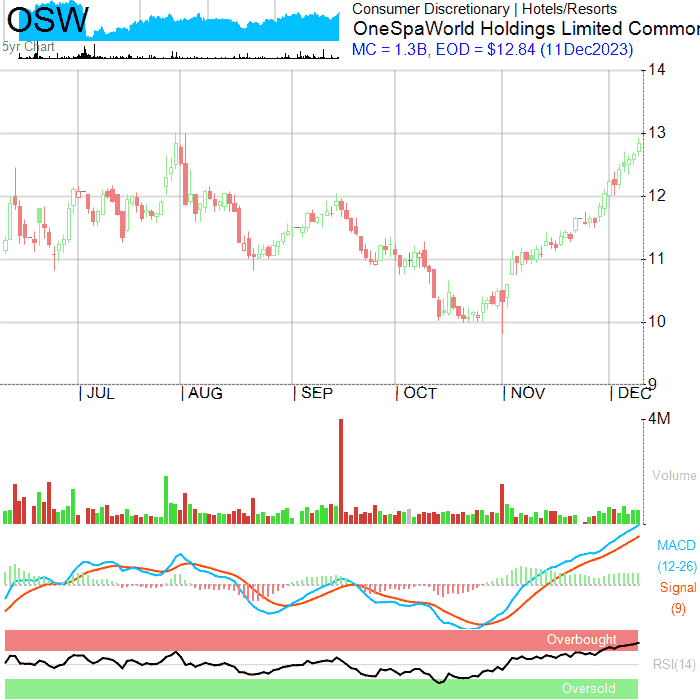 OSW
5yr Chart
Consumer Discretionary | Hotels/Resorts
OneSpaWorld Holdings Limited Common
MC = 1.3B, EOD = $12.84 (11Dec2023)
14
13
12
11
10
9
| JUL
| AUG
| SEP
| OCT
| NOV
| DEC
4M
Volume
MACD
(12-26)
Signal
(9)
Overbought
RSI(14)
Oversold